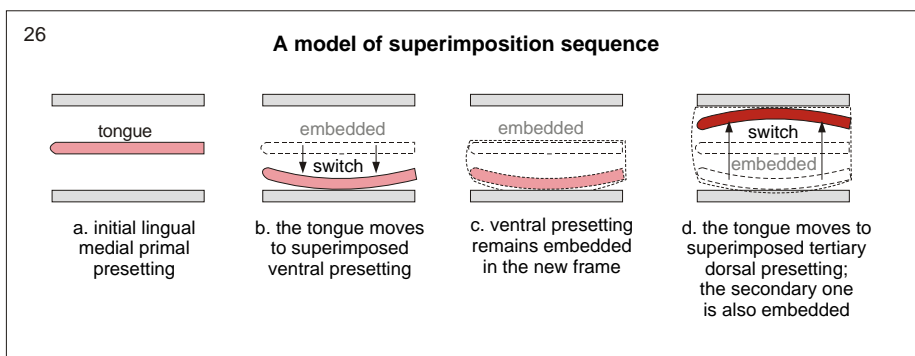 26
A model of superimposition sequence
tongue
a. initial lingual
medial primal
presetting
embedded
switch
b. the tongue moves
to superimposed
ventral presetting
embedded
c. ventral presetting
remains embedded
in the new frame
switch
embedded
d. the tongue moves to
superimposed tertiary
dorsal presetting;
the secondary one
is also embedded